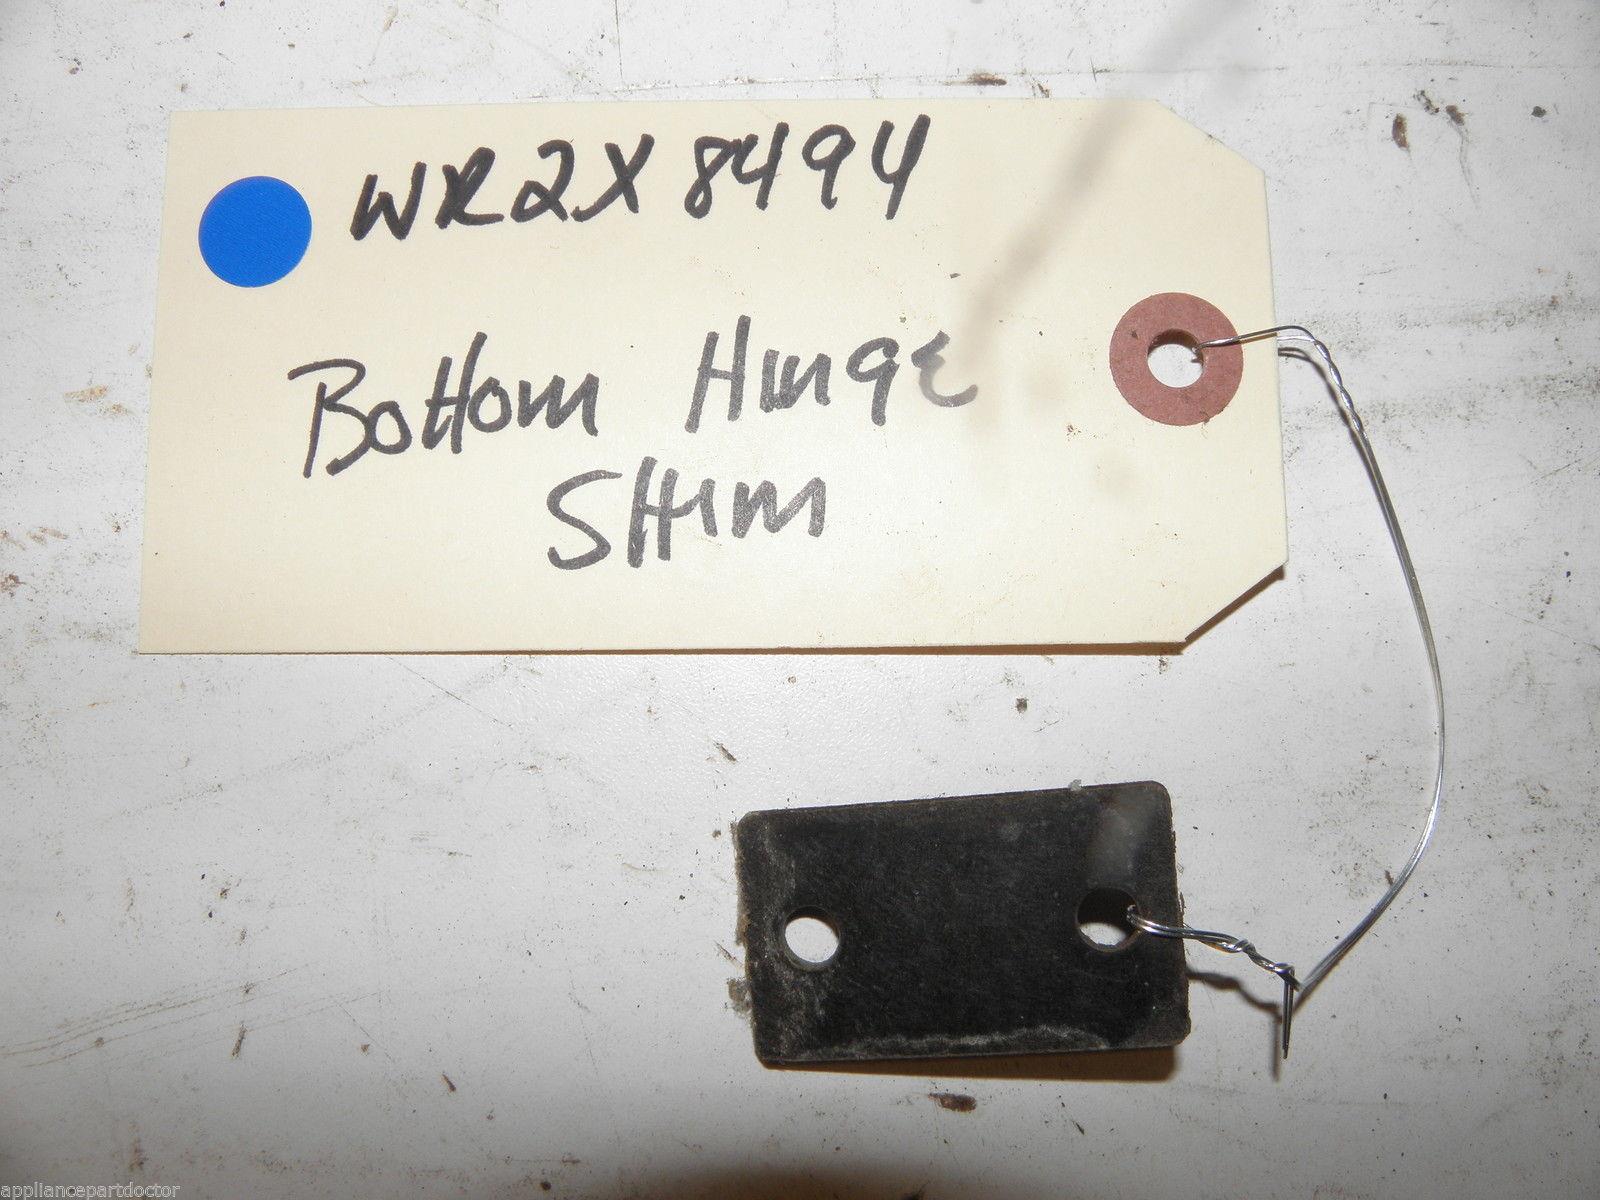 WR2X8494
Bottom Hinge
SHIM
appliancepartdoctor